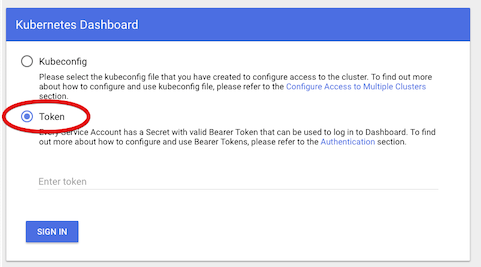 Kubernetes Dashboard
Kubeconfig
Please select the kubeconfig file that you have created to configure access to the cluster. To find out more
about how to configure and use kubeconfig file, please refer to the Configure Access to Multiple Clusters
section.
Token
Every Service Account has a Secret with valid Bearer Token that can be used to log in to Dashboard. To find
out more about how to configure and use Bearer Tokens, please refer to the Authentication section.
Enter token
SIGN IN